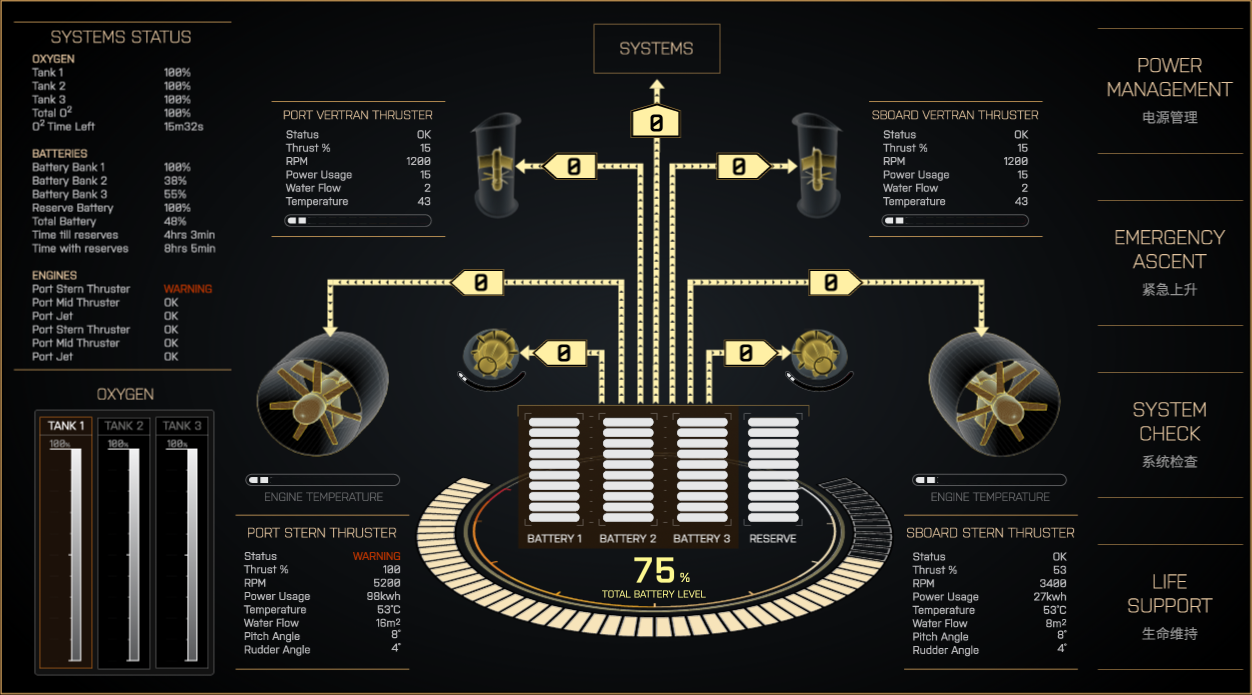 SYSTEMS STATUS
OXYGEN
Tank 1 100%
Tank 2 100%
Tank 3 100%
Total O² 100%
O² Time Left 15m32s
BATTERIES
Battery Bank 1 100%
Battery Bank 2 38%
Battery Bank 3 55%
Reserve Battery 100%
Total Battery 48%
Time till reserves 4hrs 3min
Time with reserves 8hrs 5min
ENGINES
Port Stern Thruster WARNING
Port Mid Thruster OK
Port Jet OK
Port Stern Thruster OK
Port Mid Thruster OK
Port Jet OK
OXYGEN
TANK 1 TANK 2 TANK 3
100% 100% 100%
SYSTEMS
0
0 0
0 0
0 0
PORT VERTRAN THRUSTER
Status OK
Thrust % 15
RPM 1200
Power Usage 15
Water Flow 2
Temperature 43
SBOARD VERTRAN THRUSTER
Status OK
Thrust % 15
RPM 1200
Power Usage 15
Water Flow 2
Temperature 43
ENGINE TEMPERATURE
PORT STERN THRUSTER
Status WARNING
Thrust % 100
RPM 5200
Power Usage 98kwh
Temperature 53°C
Water Flow 16m²
Pitch Angle 8°
Rudder Angle 4°
BATTERY 1 BATTERY 2 BATTERY 3 RESERVE
75 %
TOTAL BATTERY LEVEL
ENGINE TEMPERATURE
SBOARD STERN THRUSTER
Status OK
Thrust % 53
RPM 3400
Power Usage 27kwh
Temperature 53°C
Water Flow 8m²
Pitch Angle 8°
Rudder Angle 4°
POWER
MANAGEMENT
电源管理
EMERGENCY
ASCENT
紧急上升
SYSTEM
CHECK
系统检查
LIFE
SUPPORT
生命维持